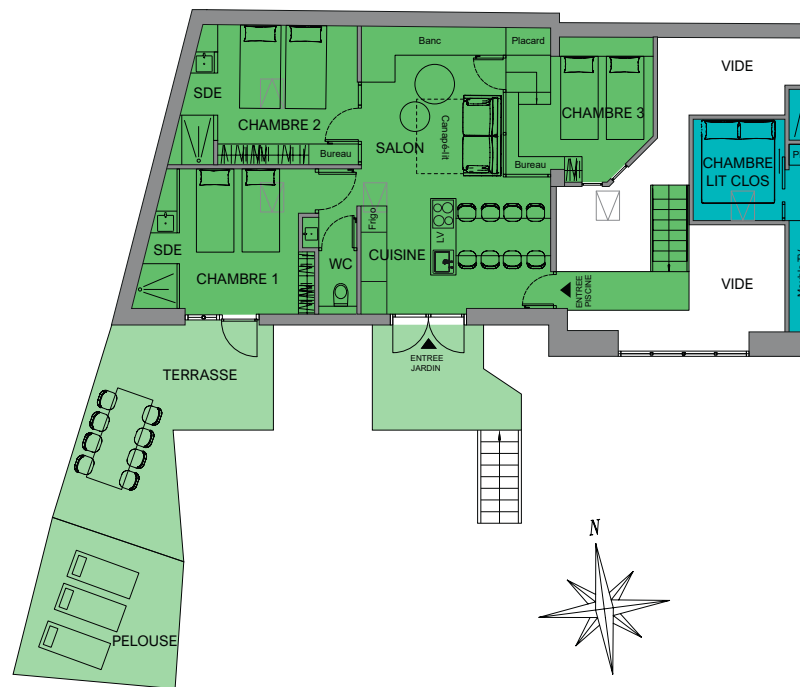 Banc
Placard
VIDE
SDE
CHAMBRE 2
Bureau
SALON
Canapé-lit
CHAMBRE 3
Bureau
CHAMBRE
LIT CLOS
SDE
CHAMBRE 1
WC
Frigo
CUISINE
LV
ENTREE
PISCINE
VIDE
ENTREE
JARDIN
TERRASSE
PELOUSE
N